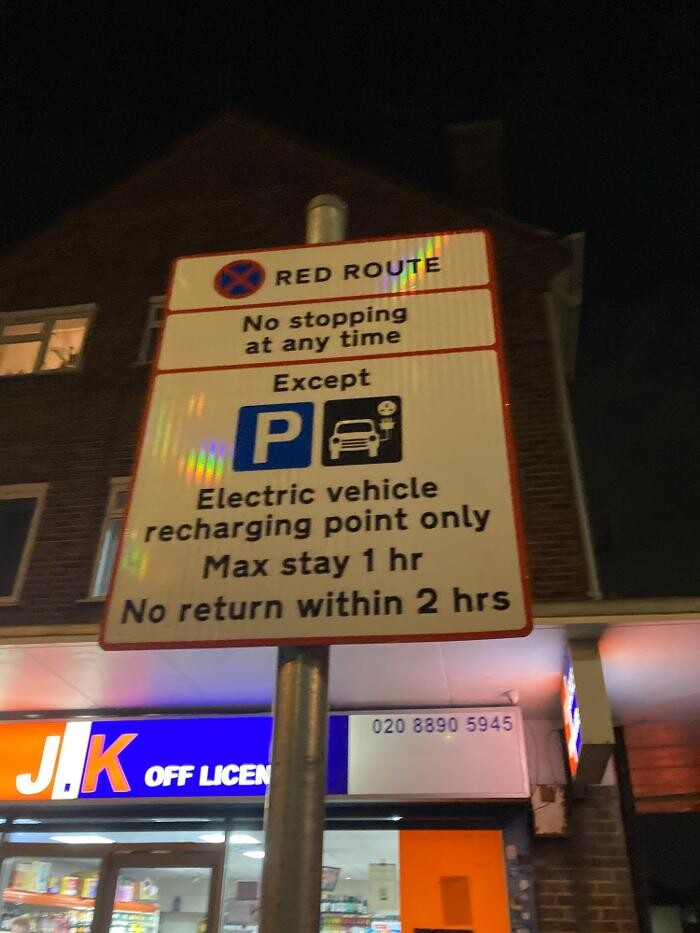 RED ROUTE
No stopping
at any time
Except
P
Electric vehicle
recharging point only
Max stay 1 hr
No return within 2 hrs
020 8890 5945
J.K OFF LICEN